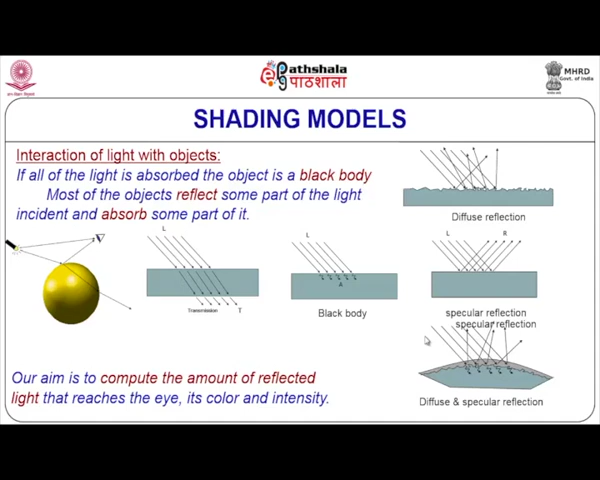 Pathshala
पाठशाला
MHRD
Govt. of India
SHADING MODELS
Interaction of light with objects:
If all of the light is absorbed the object is a black body
Most of the objects reflect some part of the light
incident and absorb some part of it.
Diffuse reflection
V
L
Transmission
T
L
A
Black body
L
R
specular reflection
specular reflection
Diffuse & specular reflection
Our aim is to compute the amount of reflected
light that reaches the eye, its color and intensity.